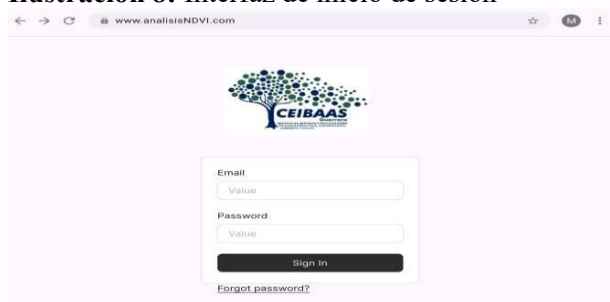 Ilustración 8. Interfaz de inicio de sesión
www.analisisNDVI.com
M
CEIBAAS
Guerrero
Email
Value
Password
Value
Sign In
Forgot password?